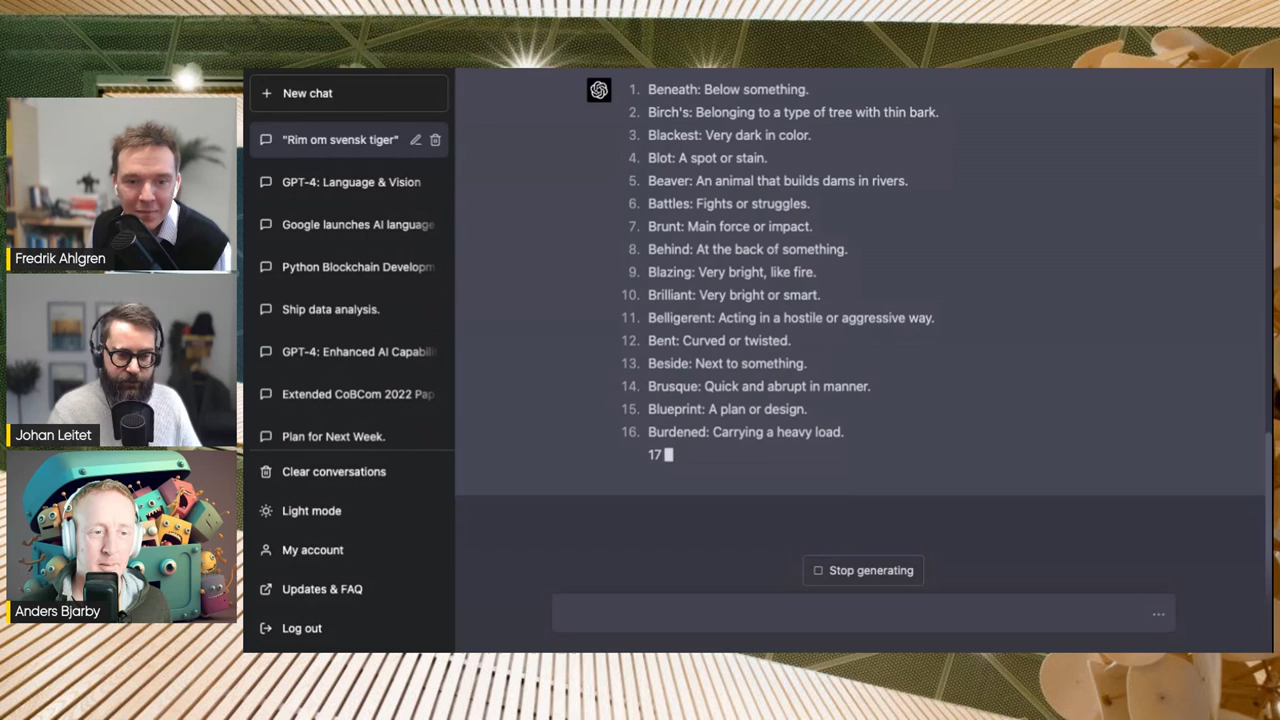 Fredrik Ahlgren
Johan Leitet
Anders Bjarby
New chat
"Rim om svensk tiger"
GPT-4: Language & Vision
Google launches AI language
Python Blockchain Developm
Ship data analysis.
GPT-4: Enhanced AI Capabili
Extended CoBCom 2022 Pap
Plan for Next Week.
Clear conversations
Light mode
My account
Updates & FAQ
Log out
1. Beneath: Below something.
2. Birch's: Belonging to a type of tree with thin bark.
3. Blackest: Very dark in color.
4. Blot: A spot or stain.
5. Beaver: An animal that builds dams in rivers.
6. Battles: Fights or struggles.
7. Brunt: Main force or impact.
8. Behind: At the back of something.
9. Blazing: Very bright, like fire.
10. Brilliant: Very bright or smart.
11. Belligerent: Acting in a hostile or aggressive way.
12. Bent: Curved or twisted.
13. Beside: Next to something.
14. Brusque: Quick and abrupt in manner.
15. Blueprint: A plan or design.
16. Burdened: Carrying a heavy load.
17
Stop generating